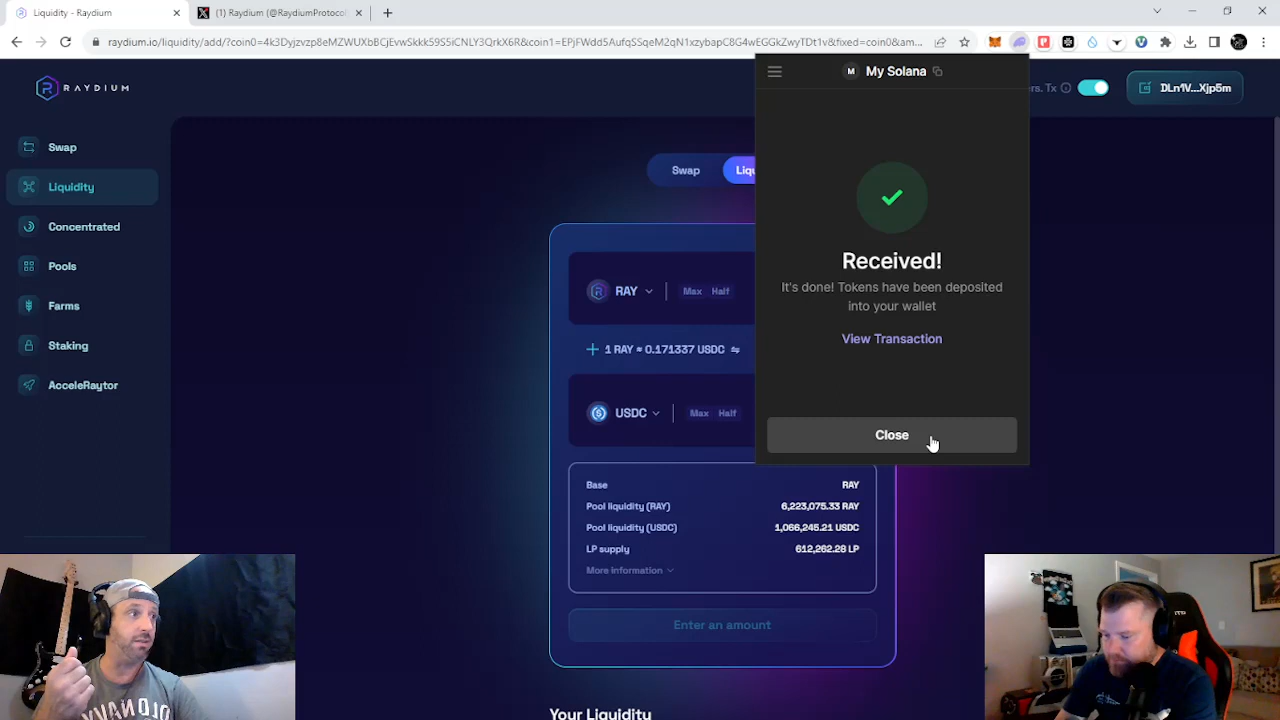 Liquidity - Raydium
Raydium (@RaydiumProtocol)
raydium.io/liquidity/add/?coin0=4k3Dyjzvzp8eMZWUXbBCjEvwSkkk59S5iCNLY3QrkX6R&coin1=EPjFWdd5AufqSSqeM2qN1xzybapC8G4wEGGkZwyTDt1v&fixed=coin0&am...
RAYDIUM
M My Solana
rs. Tx
DLn1V...Xjp5m
Swap
Liquidity
Concentrated
Pools
Farms
Staking
AcceleRaytor
Swap
Liqu
Received!
It's done! Tokens have been deposited
into your wallet
View Transaction
Close
RAY
Max Half
1 RAY ≈ 0.171337 USDC
USDC
Max Half
Base RAY
Pool liquidity (RAY) 6,223,075.33 RAY
Pool liquidity (USDC) 1,066,245.21 USDC
LP supply 612,262.28 LP
More information
Enter an amount
Your Liquidity